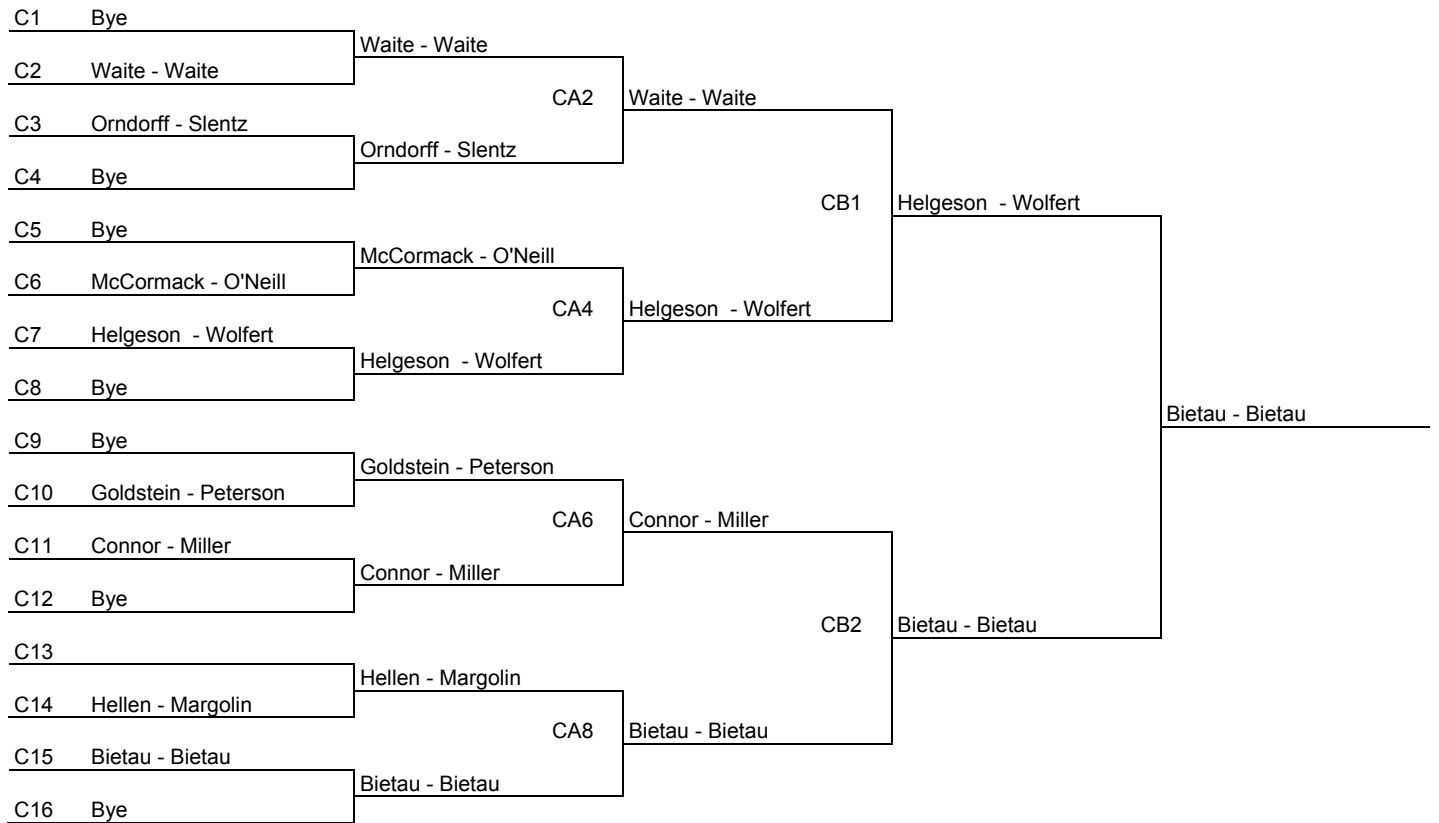 C1 Bye
Waite - Waite
C2 Waite - Waite
CA2 Waite - Waite
C3 Orndorff - Slentz
Orndorff - Slentz
C4 Bye
CB1 Helgeson  - Wolfert
C5 Bye
McCormack - O'Neill
C6 McCormack - O'Neill
CA4 Helgeson  - Wolfert
C7 Helgeson  - Wolfert
Helgeson  - Wolfert
C8 Bye
Bietau - Bietau
C9 Bye
Goldstein - Peterson
C10 Goldstein - Peterson
CA6 Connor - Miller
C11 Connor - Miller
Connor - Miller
C12 Bye
CB2 Bietau - Bietau
C13
Hellen - Margolin
C14 Hellen - Margolin
CA8 Bietau - Bietau
C15 Bietau - Bietau
Bietau - Bietau
C16 Bye